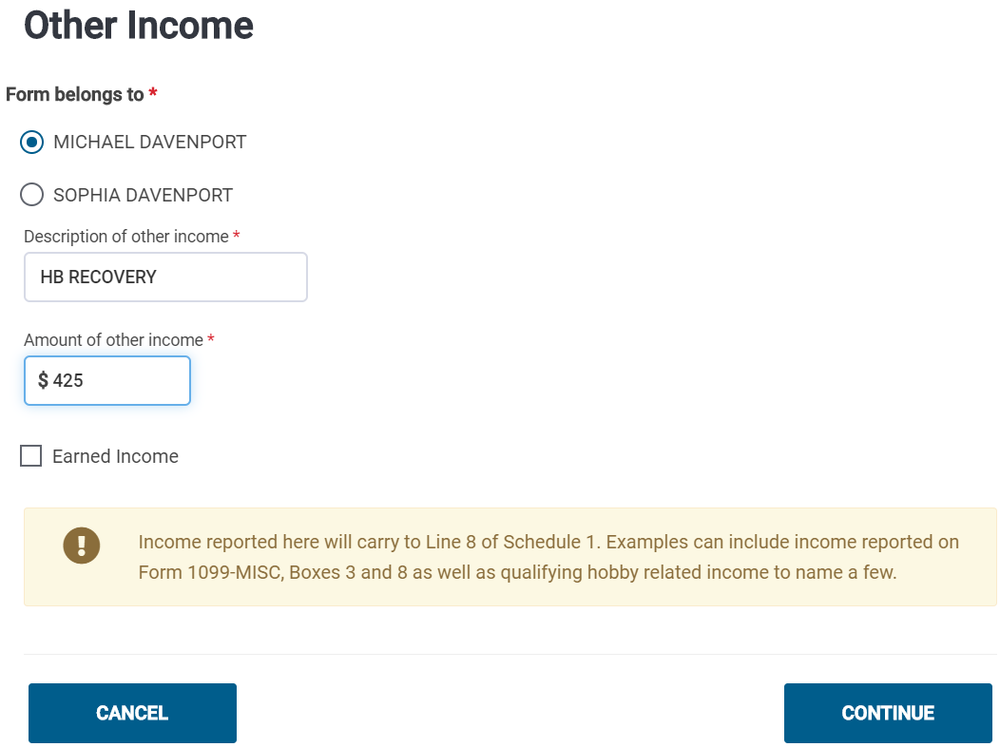 Other Income
Form belongs to *
MICHAEL DAVENPORT
SOPHIA DAVENPORT
Description of other income *
HB RECOVERY
Amount of other income *
$ 425
Earned Income
Income reported here will carry to Line 8 of Schedule 1. Examples can include income reported on
Form 1099-MISC, Boxes 3 and 8 as well as qualifying hobby related income to name a few.
CANCEL
CONTINUE